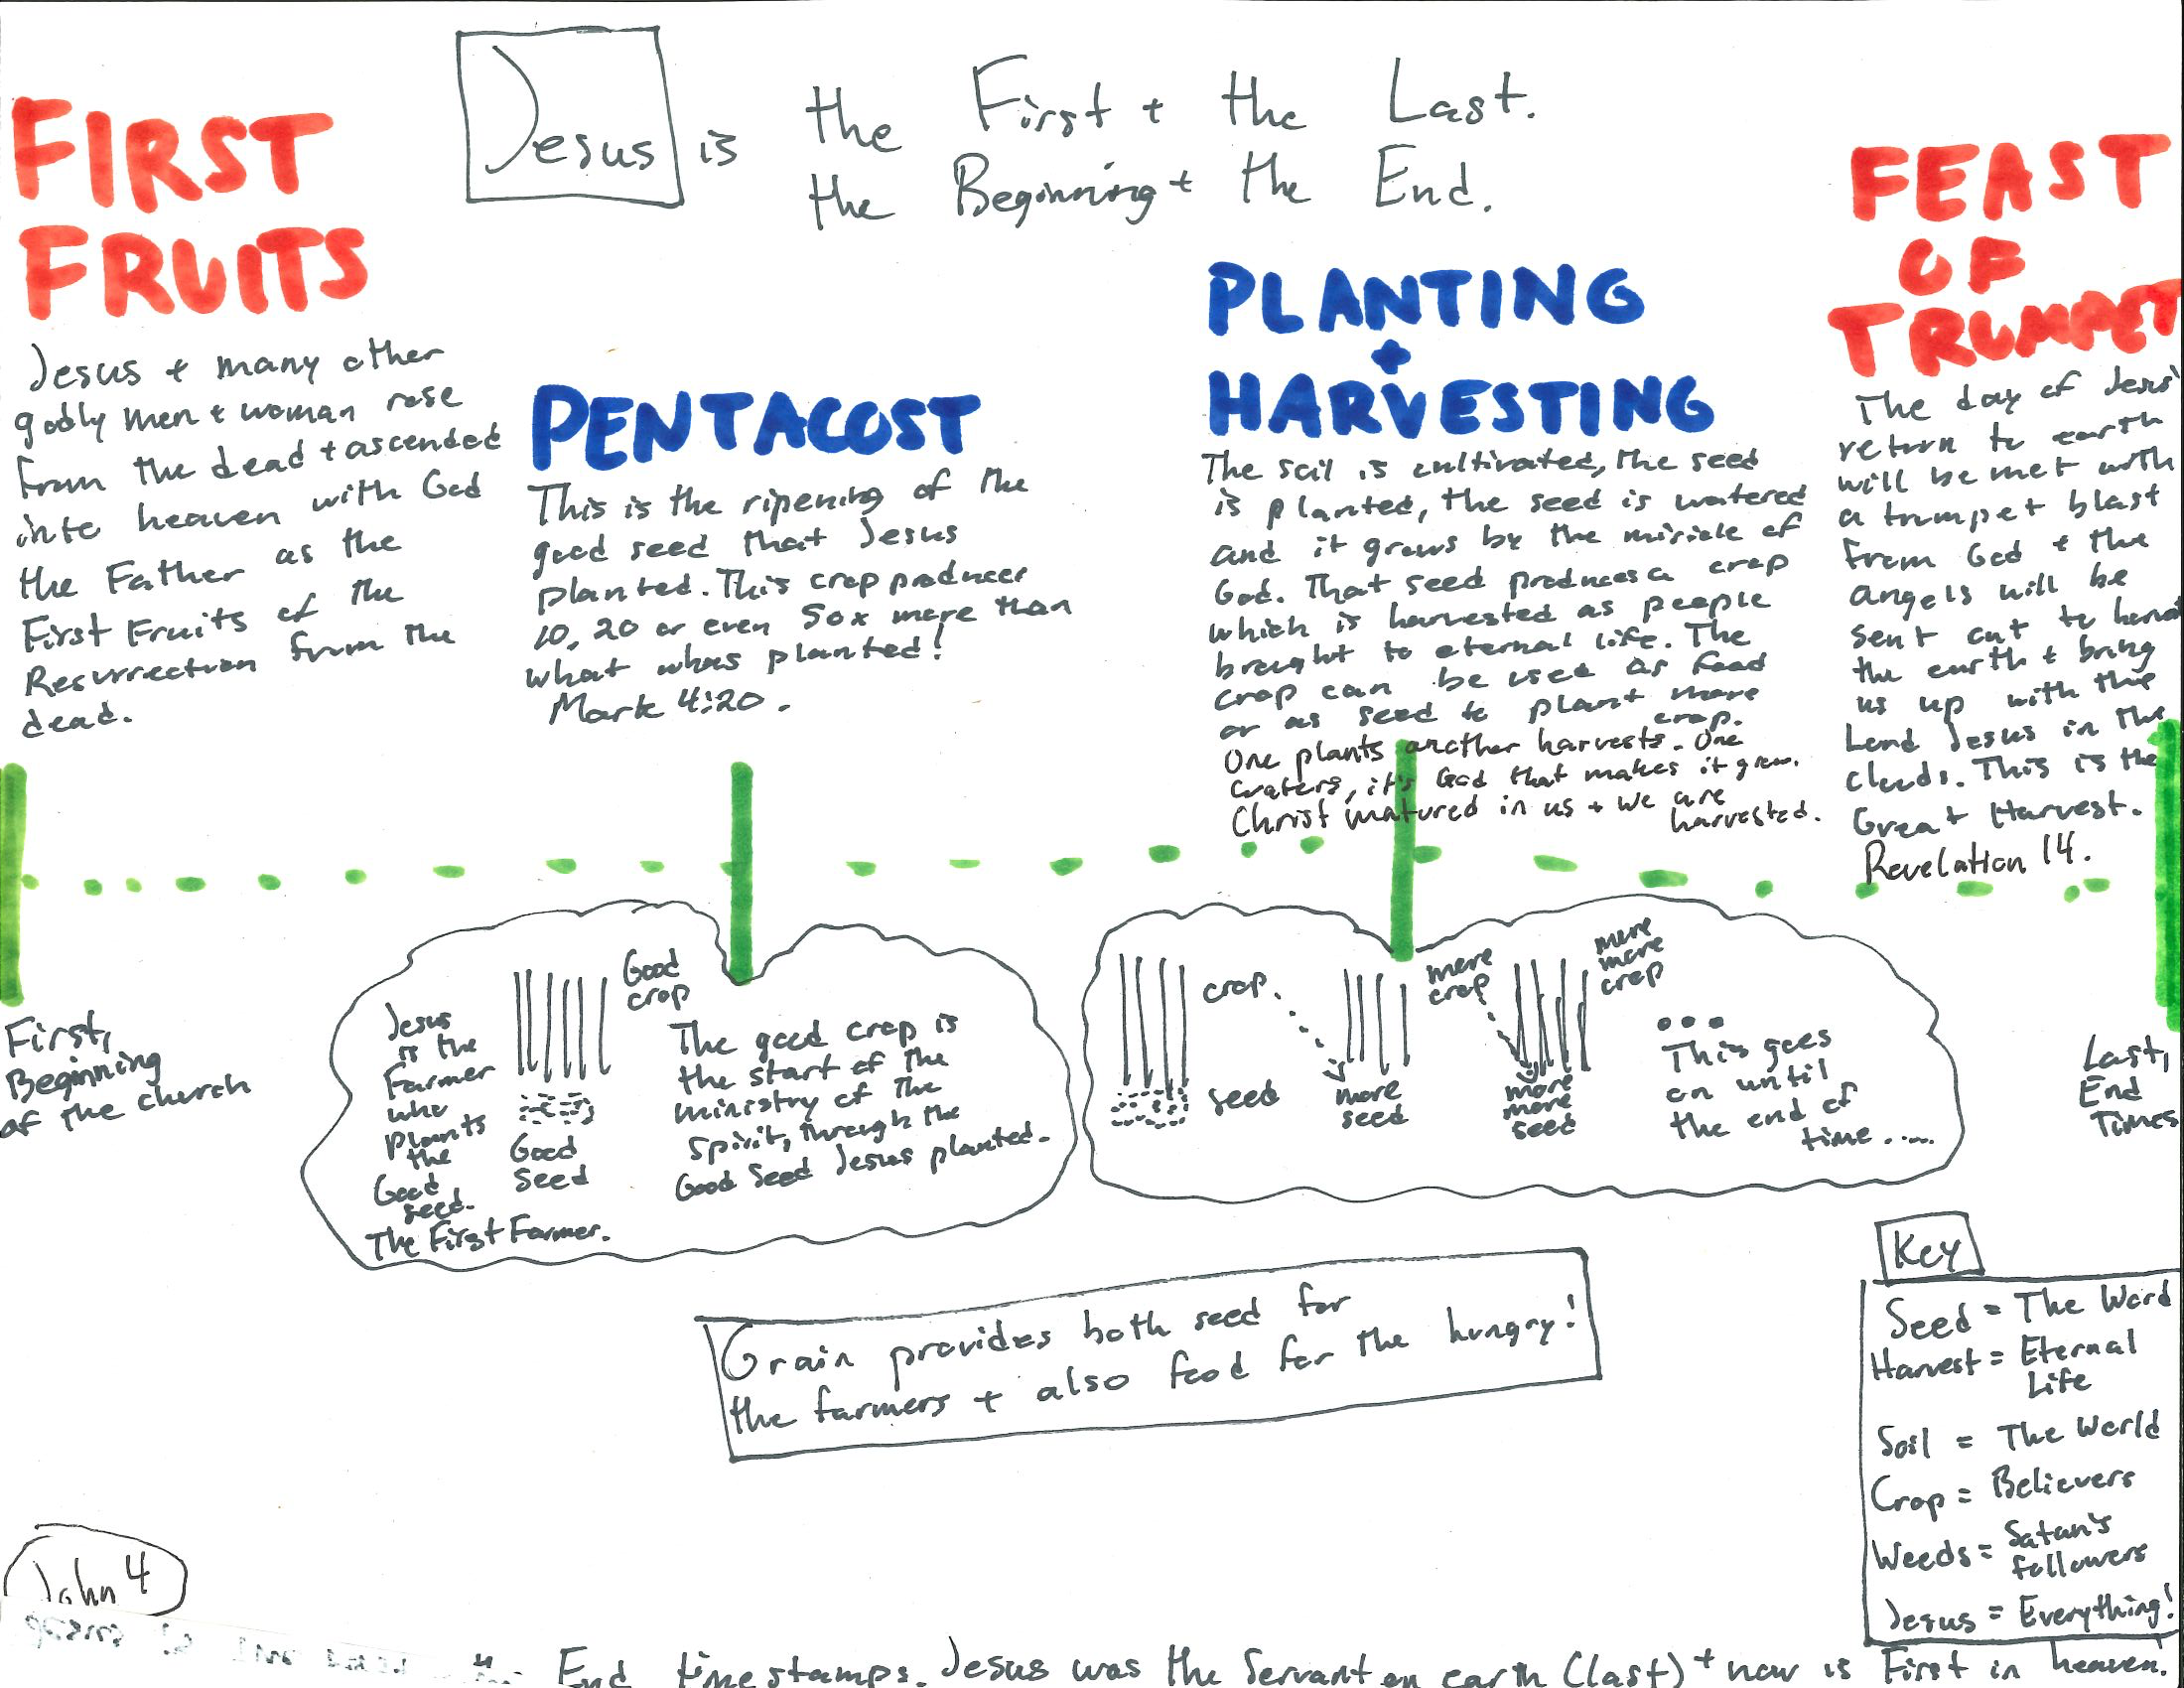 Jesus is the First + the Last.
the Beginning + the End.
FIRST
FRUITS
Jesus + many other
godly men + woman rose
from the dead + ascended
into heaven with God
the Father as the
First Fruits of the
Resurrection from the
dead.
PENTACOST
This is the ripening of the
good seed that Jesus
planted. This crop producer
10, 20 or even 50x more than
what whas planted!
Mark 4:20.
PLANTING
+
HARVESTING
The soil is cultivated, the seed
is planted, the seed is watered
and it grows by the miricle of
God. That seed produces a crop
which is harvested as people
brought to eternal life. The
crop can be used as food
or as seed to plant more
crop.
One plants another harvests. One
waters, it's God that makes it grow.
Christ matured in us + we are
harvested.
FEAST
OF
TRUMPET
The day of Jesus'
return to earth
will be met with
a trumpet blast
from God + the
angels will be
sent out to
the earth + bring
us up with the
Lord Jesus in the
clouds. This is the
Great Harvest.
Revelation 14.
First,
Beginning
of the church
Jesus
is the
Farmer
who
plants
the
Good
seed.
The First Farmer.
Good
crop
Good
Seed
The good crop is
the start of the
ministry of the
Spirit, through the
Good Seed Jesus planted.
crop.
seed
more
crop
more
seed
more
more
crop
more
more
seed
...
This goes
on until
the end of
time.....
Last,
End
Times
Grain provides both seed for
the farmers + also food for the hungry!
Key
Seed = The Word
Harvest = Eternal
Life
Soil = The World
Crop = Believers
Weeds = Satan's
followers
Jesus = Everything!
John 4
End time stamps. Jesus was the Servant on earth (last) + now is First in heaven.